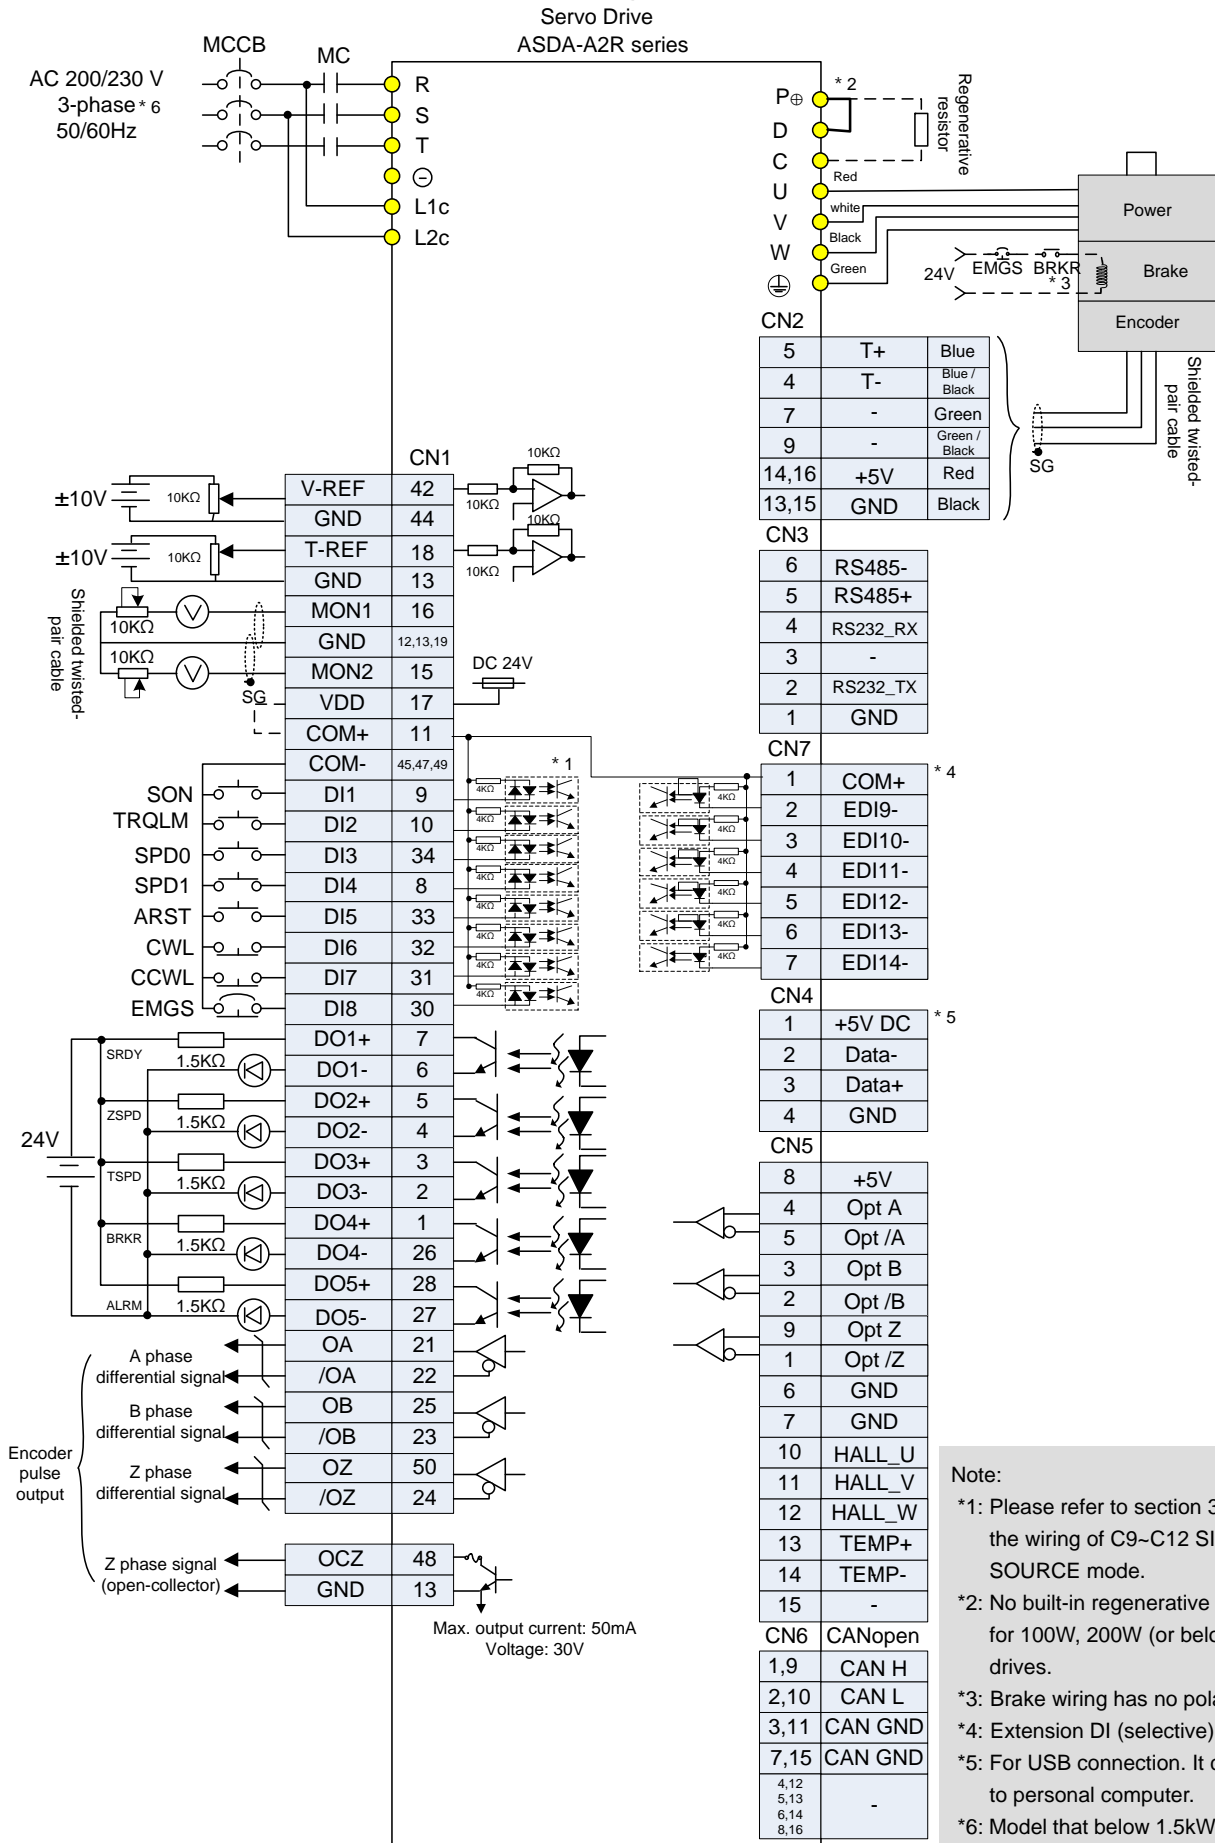 Servo Drive
ASDA-A2R series
MCCB
MC
AC 200/230 V
3-phase * 6
50/60Hz
R
S
T
⊖
L1c
L2c
P⊕
* 2
D
C
U
V
W
Regenerative
resistor
Red
white
Black
Green
Power
24V
EMGS
BRKR
* 3
Brake
Encoder
Shielded twisted-
pair cable
SG
CN2
5 T+ Blue
4 T- Blue / Black
7 - Green
9 - Green / Black
14,16 +5V Red
13,15 GND Black
CN3
6 RS485-
5 RS485+
4 RS232_RX
3 -
2 RS232_TX
1 GND
CN7
1 COM+ * 4
2 EDI9-
3 EDI10-
4 EDI11-
5 EDI12-
6 EDI13-
7 EDI14-
4KΩ
4KΩ
4KΩ
4KΩ
4KΩ
4KΩ
CN4
1 +5V DC * 5
2 Data-
3 Data+
4 GND
CN5
8 +5V
4 Opt A
5 Opt /A
3 Opt B
2 Opt /B
9 Opt Z
1 Opt /Z
6 GND
7 GND
10 HALL_U
11 HALL_V
12 HALL_W
13 TEMP+
14 TEMP-
15 -
CN6 CANopen
1,9 CAN H
2,10 CAN L
3,11 CAN GND
7,15 CAN GND
4,12
5,13
6,14
8,16
-
CN1
±10V
10KΩ
V-REF 42
GND 44
10KΩ
10KΩ
±10V
10KΩ
T-REF 18
GND 13
10KΩ
10KΩ
Shielded twisted-
pair cable
10KΩ
V
MON1 16
GND 12,13,19
10KΩ
V
MON2 15
SG
DC 24V
VDD 17
COM+ 11
COM- 45,47,49
* 1
SON DI1 9 4KΩ
TRQLM DI2 10 4KΩ
SPD0 DI3 34 4KΩ
SPD1 DI4 8 4KΩ
ARST DI5 33 4KΩ
CWL DI6 32 4KΩ
CCWL DI7 31 4KΩ
EMGS DI8 30 4KΩ
24V
SRDY
1.5KΩ
DO1+ 7
DO1- 6
ZSPD
1.5KΩ
DO2+ 5
DO2- 4
TSPD
1.5KΩ
DO3+ 3
DO3- 2
BRKR
1.5KΩ
DO4+ 1
DO4- 26
ALRM
1.5KΩ
DO5+ 28
DO5- 27
Encoder
pulse
output
A phase
differential signal
OA 21
/OA 22
B phase
differential signal
OB 25
/OB 23
Z phase
differential signal
OZ 50
/OZ 24
Z phase signal
(open-collector)
OCZ 48
GND 13
Max. output current: 50mA
Voltage: 30V
Note:
*1: Please refer to section 3
the wiring of C9~C12 SI
SOURCE mode.
*2: No built-in regenerative
for 100W, 200W (or belo
drives.
*3: Brake wiring has no pola
*4: Extension DI (selective)
*5: For USB connection. It c
to personal computer.
*6: Model that below 1.5kW